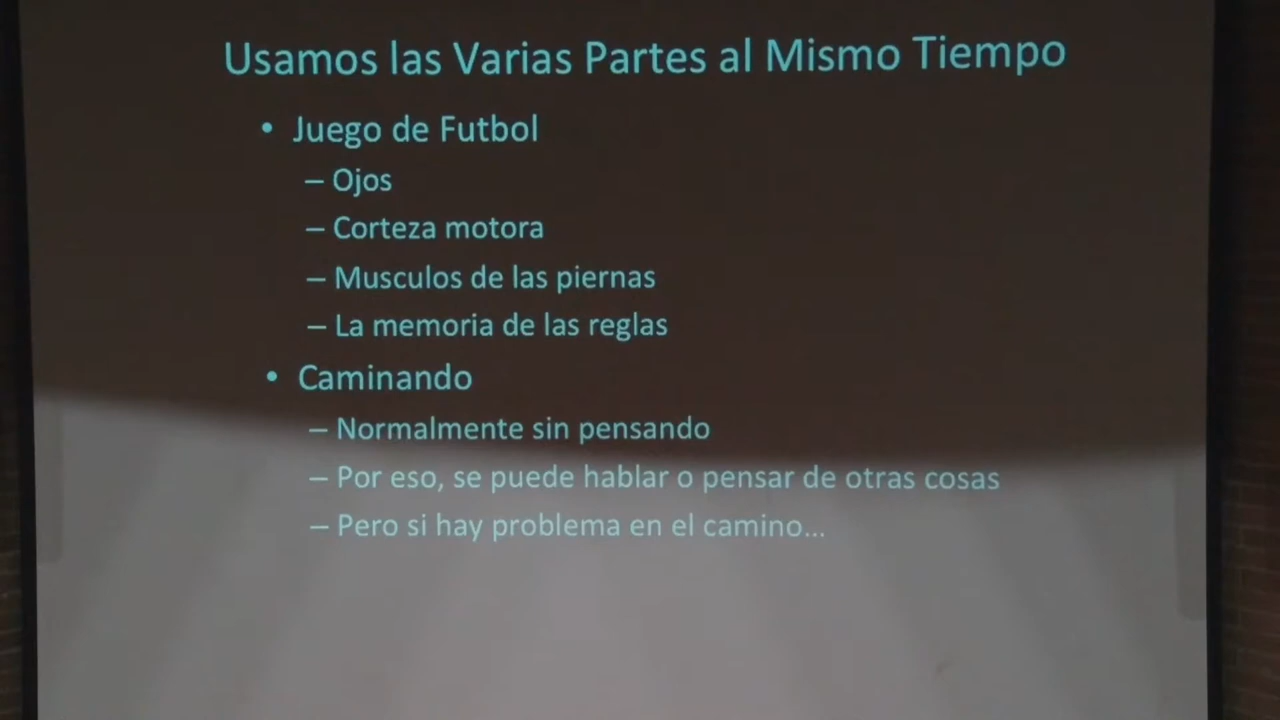 Usamos las Varias Partes al Mismo Tiempo
• Juego de Futbol
– Ojos
– Corteza motora
– Musculos de las piernas
– La memoria de las reglas
• Caminando
– Normalmente sin pensando
– Por eso, se puede hablar o pensar de otras cosas
– Pero si hay problema en el camino...